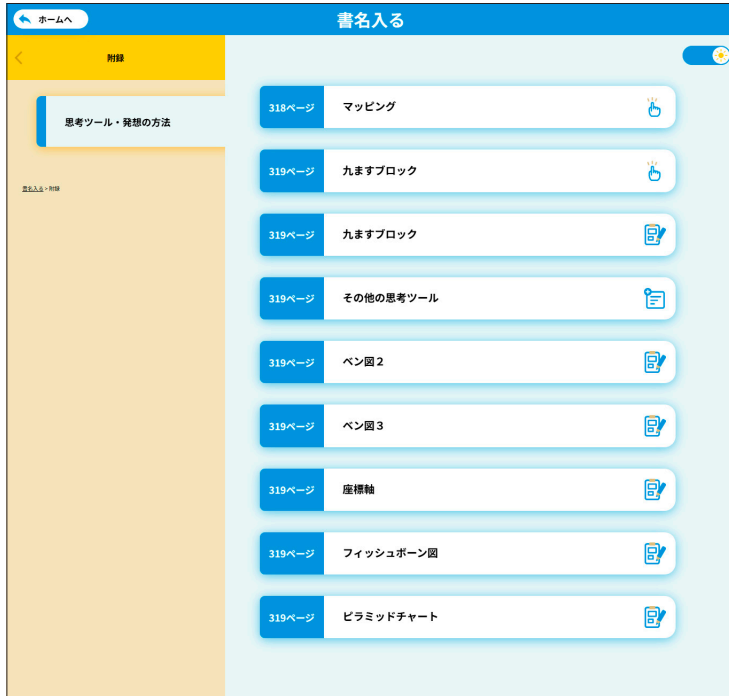 ホームへ
書名入る
附録
思考ツール・発想の方法
書名入る > 附録
318ページ マッピング
319ページ 九ますブロック
319ページ 九ますブロック
319ページ その他の思考ツール
319ページ ベン図２
319ページ ベン図３
319ページ 座標軸
319ページ フィッシュボーン図
319ページ ピラミッドチャート